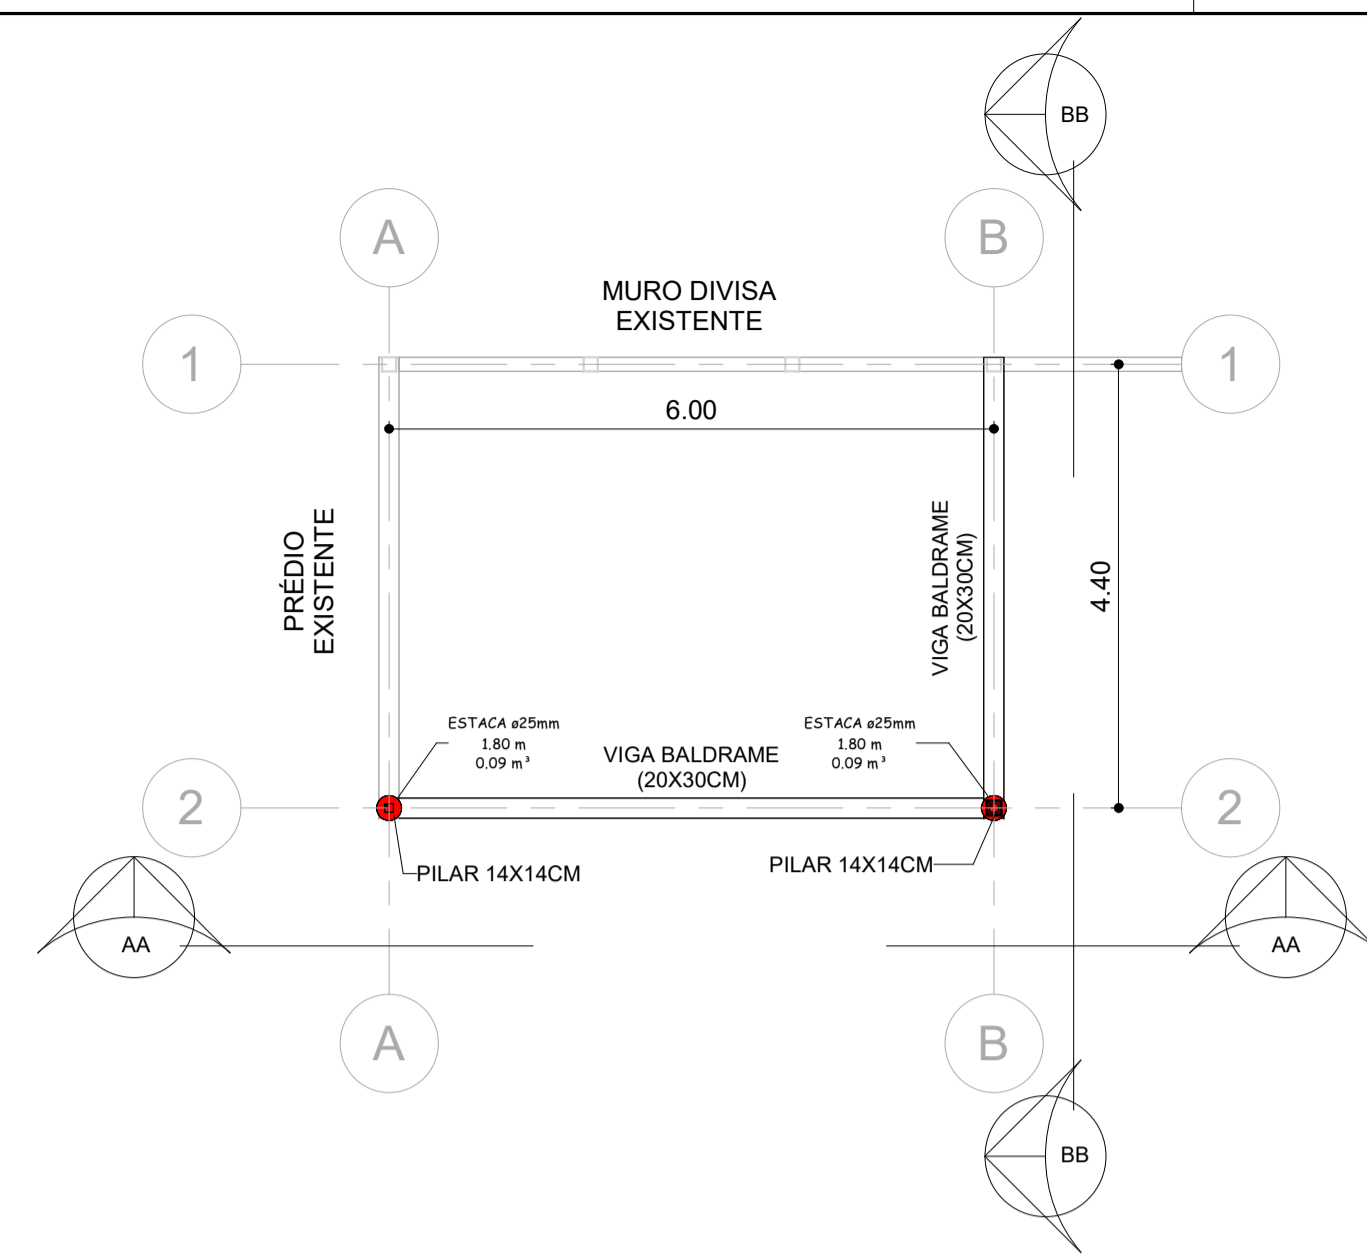 BB
A
B
MURO DIVISA
EXISTENTE
1
1
6.00
PRÉDIO
EXISTENTE
VIGA BALDRAME
(20X30CM)
4.40
ESTACA ø25mm
1.80 m
0.09 m³
VIGA BALDRAME
(20X30CM)
ESTACA ø25mm
1.80 m
0.09 m³
2
2
PILAR 14X14CM
PILAR 14X14CM
AA
AA
A
B
BB